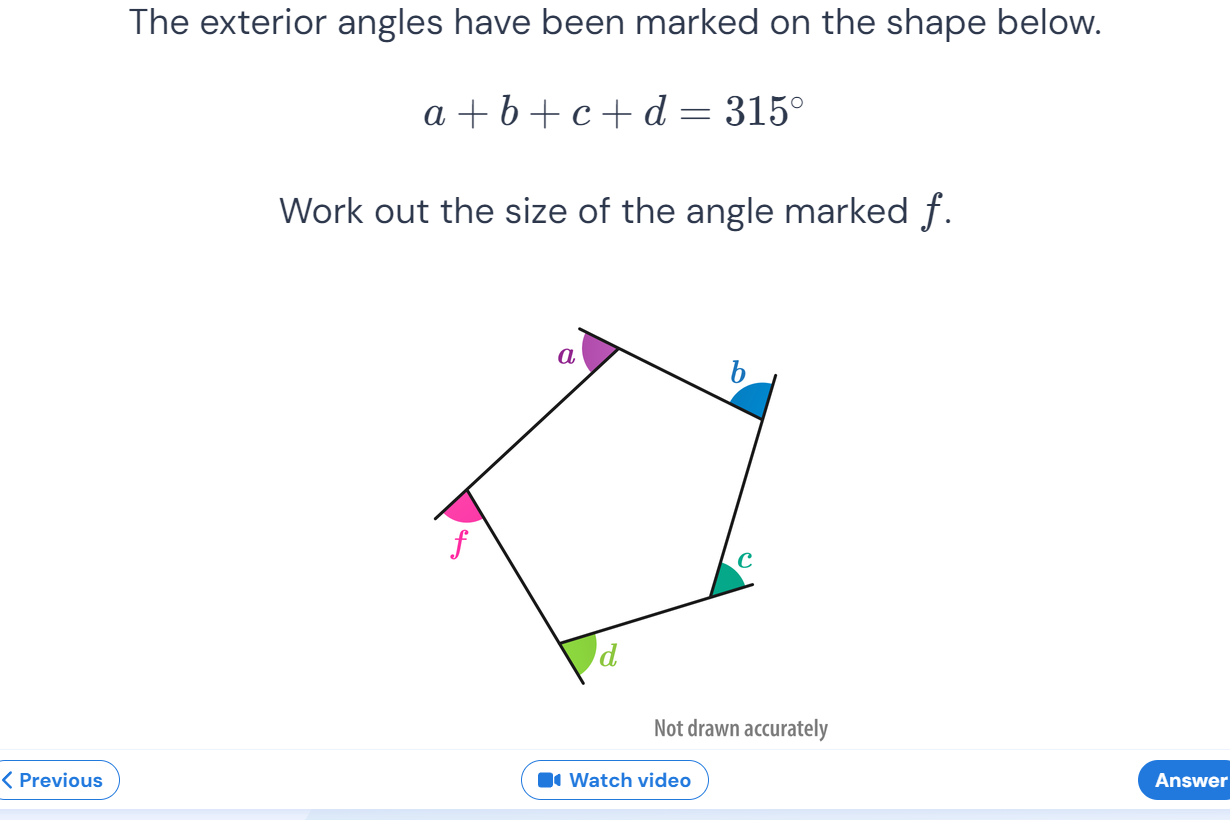 The exterior angles have been marked on the shape below.
a + b + c + d = 315°
Work out the size of the angle marked f.
a
b
f
c
d
Not drawn accurately
Previous
Watch video
Answer